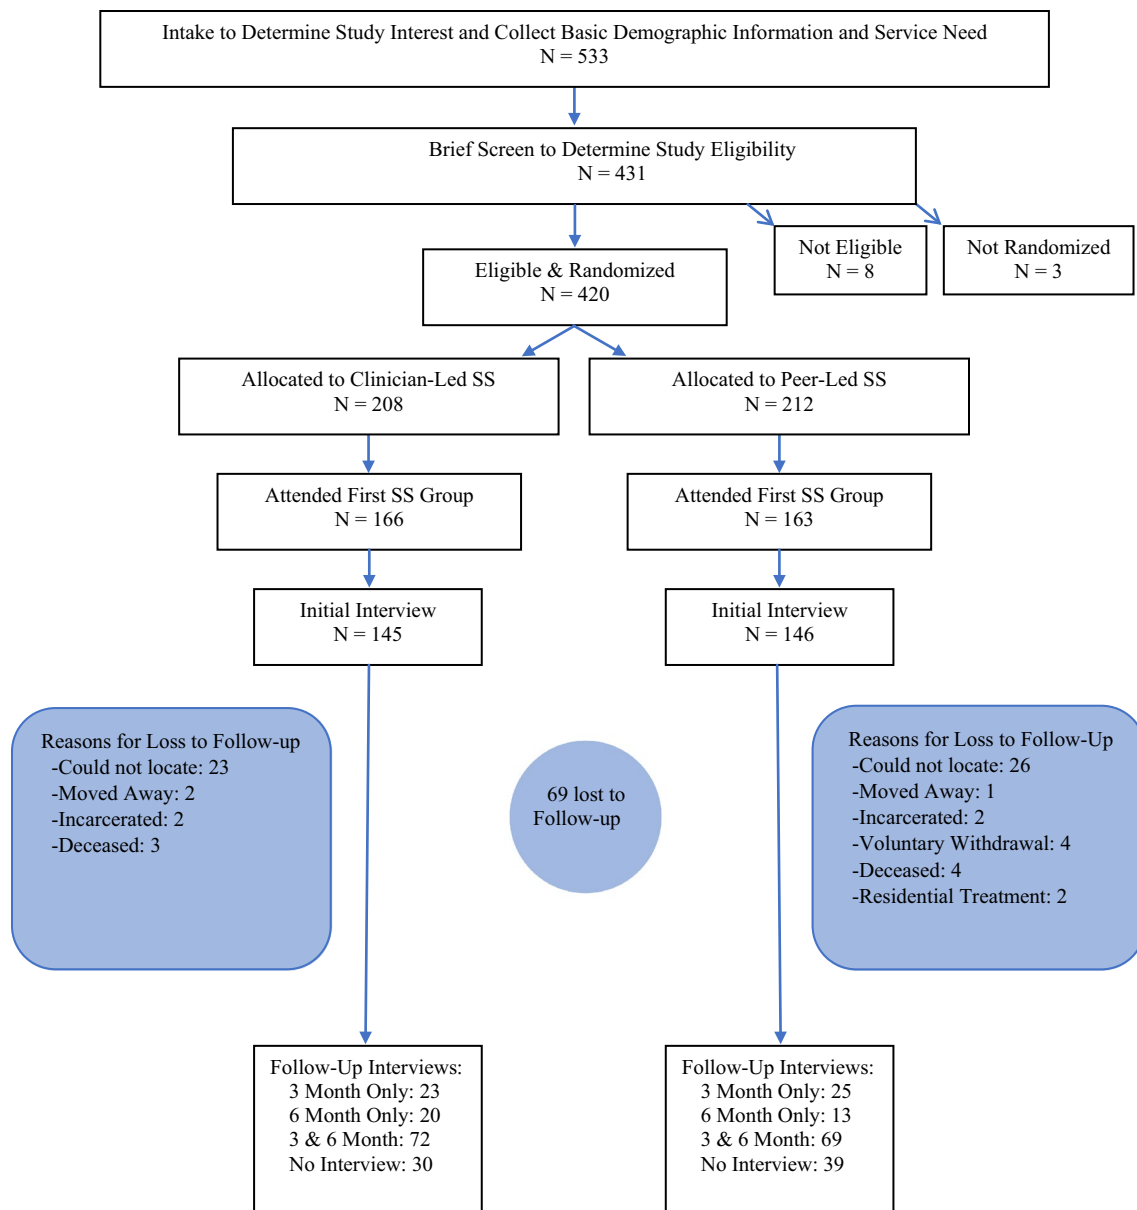 Intake to Determine Study Interest and Collect Basic Demographic Information and Service Need
N = 533
Brief Screen to Determine Study Eligibility
N = 431
Not Eligible
N = 8
Not Randomized
N = 3
Eligible & Randomized
N = 420
Allocated to Clinician-Led SS
N = 208
Allocated to Peer-Led SS
N = 212
Attended First SS Group
N = 166
Attended First SS Group
N = 163
Initial Interview
N = 145
Initial Interview
N = 146
Reasons for Loss to Follow-up
-Could not locate: 23
-Moved Away: 2
-Incarcerated: 2
-Deceased: 3
69 lost to
Follow-up
Reasons for Loss to Follow-Up
-Could not locate: 26
-Moved Away: 1
-Incarcerated: 2
-Voluntary Withdrawal: 4
-Deceased: 4
-Residential Treatment: 2
Follow-Up Interviews:
3 Month Only: 23
6 Month Only: 20
3 & 6 Month: 72
No Interview: 30
Follow-Up Interviews:
3 Month Only: 25
6 Month Only: 13
3 & 6 Month: 69
No Interview: 39